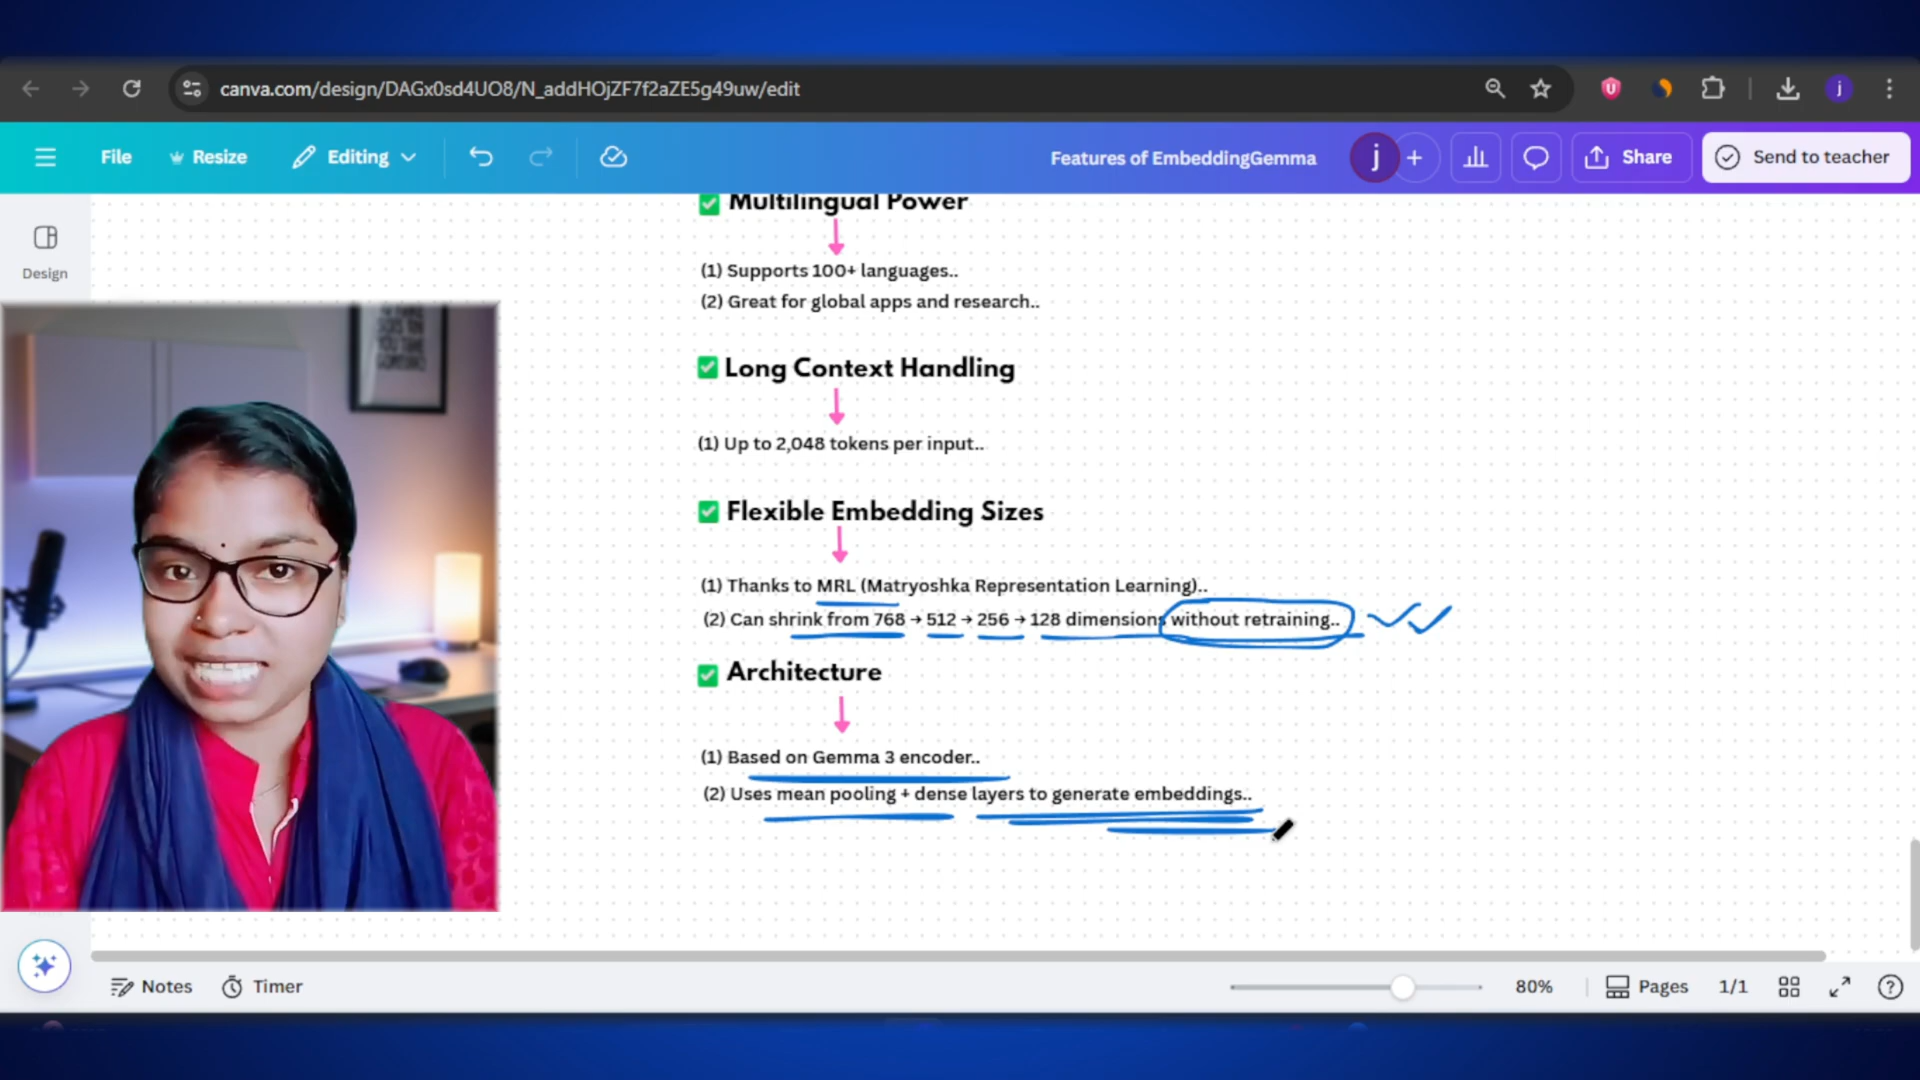 canva.com/design/DAGx0sd4UO8/N_addHOjZF7f2aZE5g49uw/edit
j
File
Resize
Editing
Features of EmbeddingGemma
j
Share
Send to teacher
Design
Multilingual Power
(1) Supports 100+ languages..
(2) Great for global apps and research..
Long Context Handling
(1) Up to 2,048 tokens per input..
Flexible Embedding Sizes
(1) Thanks to MRL (Matryoshka Representation Learning)..
(2) Can shrink from 768 → 512 → 256 → 128 dimensions without retraining..
Architecture
(1) Based on Gemma 3 encoder..
(2) Uses mean pooling + dense layers to generate embeddings..
Notes
Timer
80%
Pages
1/1